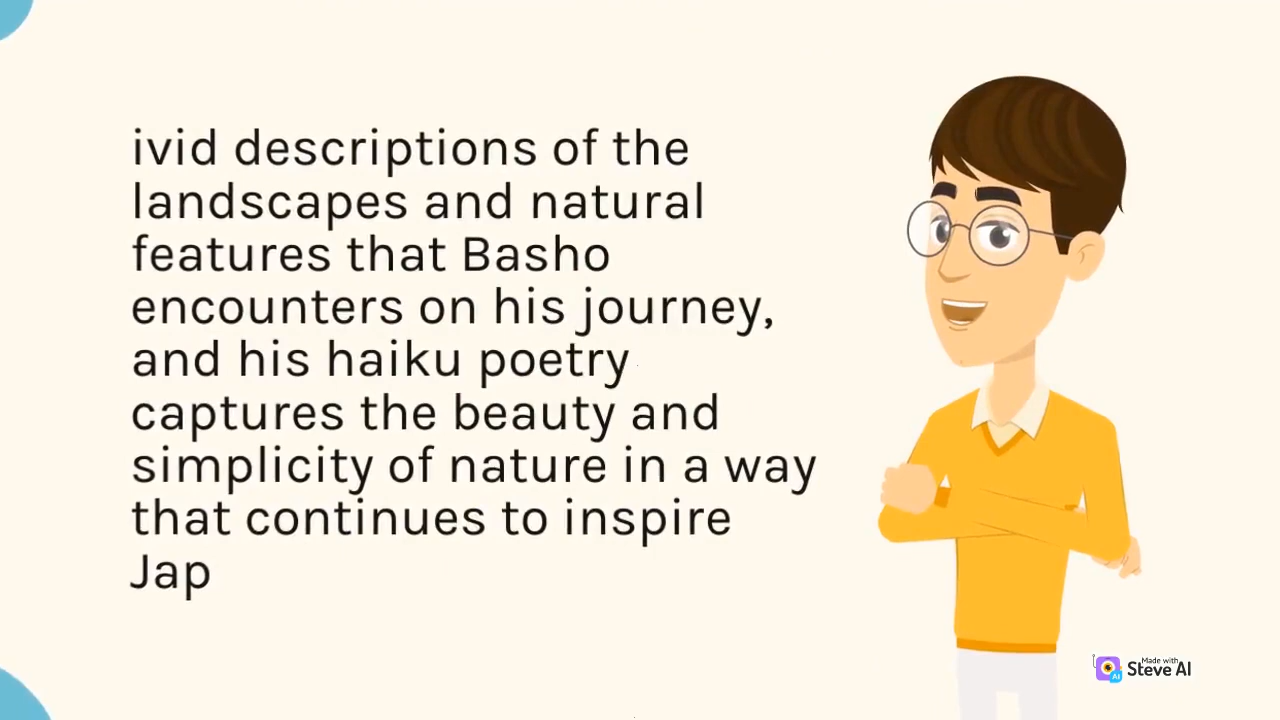 ivid descriptions of the
landscapes and natural
features that Basho
encounters on his journey,
and his haiku poetry
captures the beauty and
simplicity of nature in a way
that continues to inspire
Jap
Made with
AI
Steve AI